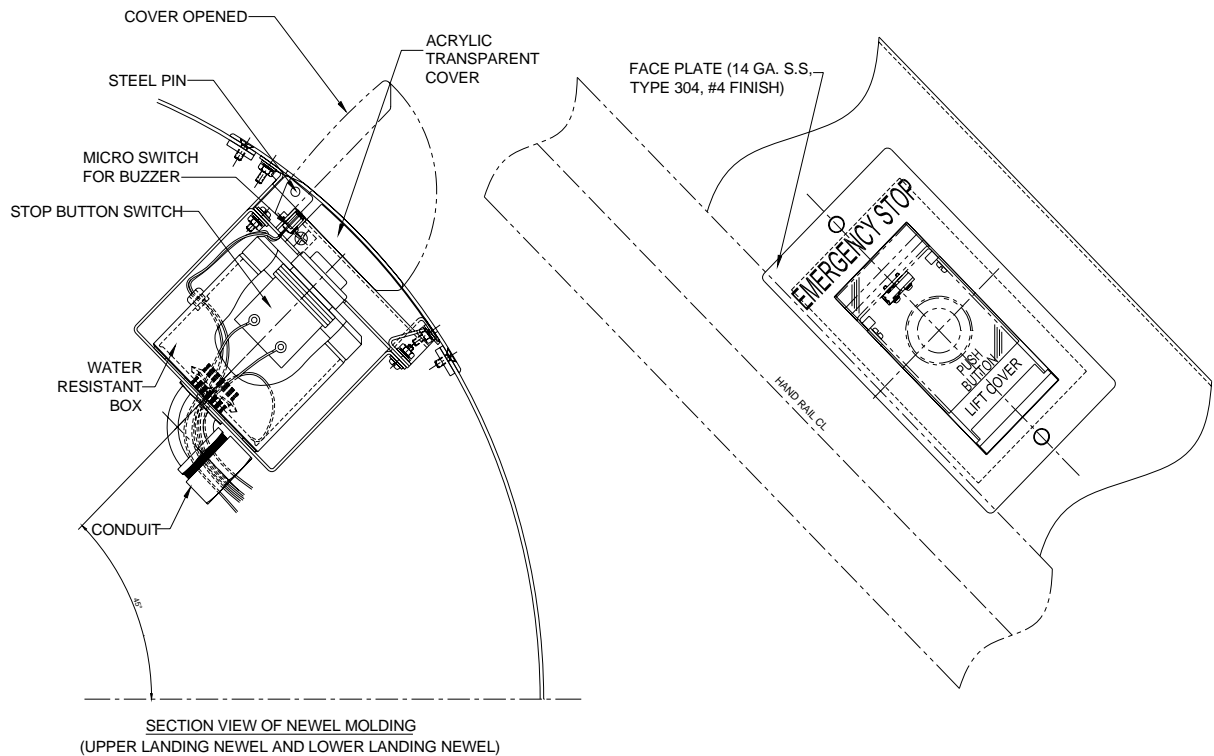 COVER OPENED
ACRYLIC
TRANSPARENT
COVER
STEEL PIN
MICRO SWITCH
FOR BUZZER
STOP BUTTON SWITCH
WATER
RESISTANT
BOX
CONDUIT
45°
SECTION VIEW OF NEWEL MOLDING
(UPPER LANDING NEWEL AND LOWER LANDING NEWEL)
FACE PLATE (14 GA. S.S,
TYPE 304, #4 FINISH)
EMERGENCY STOP
PUSH
BUTTON
LIFT COVER
HAND RAIL CL